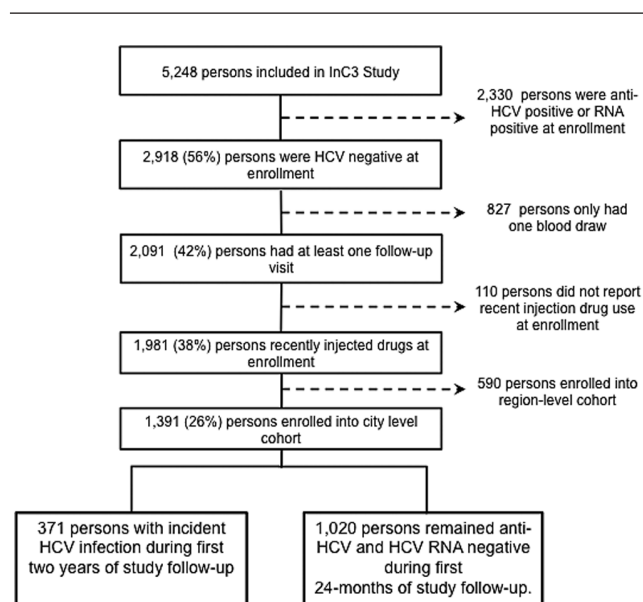 5,248 persons included in InC3 Study
2,330 persons were anti-
HCV positive or RNA
positive at enrollment
2,918 (56%) persons were HCV negative at
enrollment
827 persons only had
one blood draw
2,091 (42%) persons had at least one follow-up
visit
110 persons did not report
recent injection drug use
at enrollment
1,981 (38%) persons recently injected drugs at
enrollment
590 persons enrolled into
region-level cohort
1,391 (26%) persons enrolled into city level
cohort
371 persons with incident
HCV infection during first
two years of study follow-up
1,020 persons remained anti-
HCV and HCV RNA negative
during first
24-months of study follow-up.